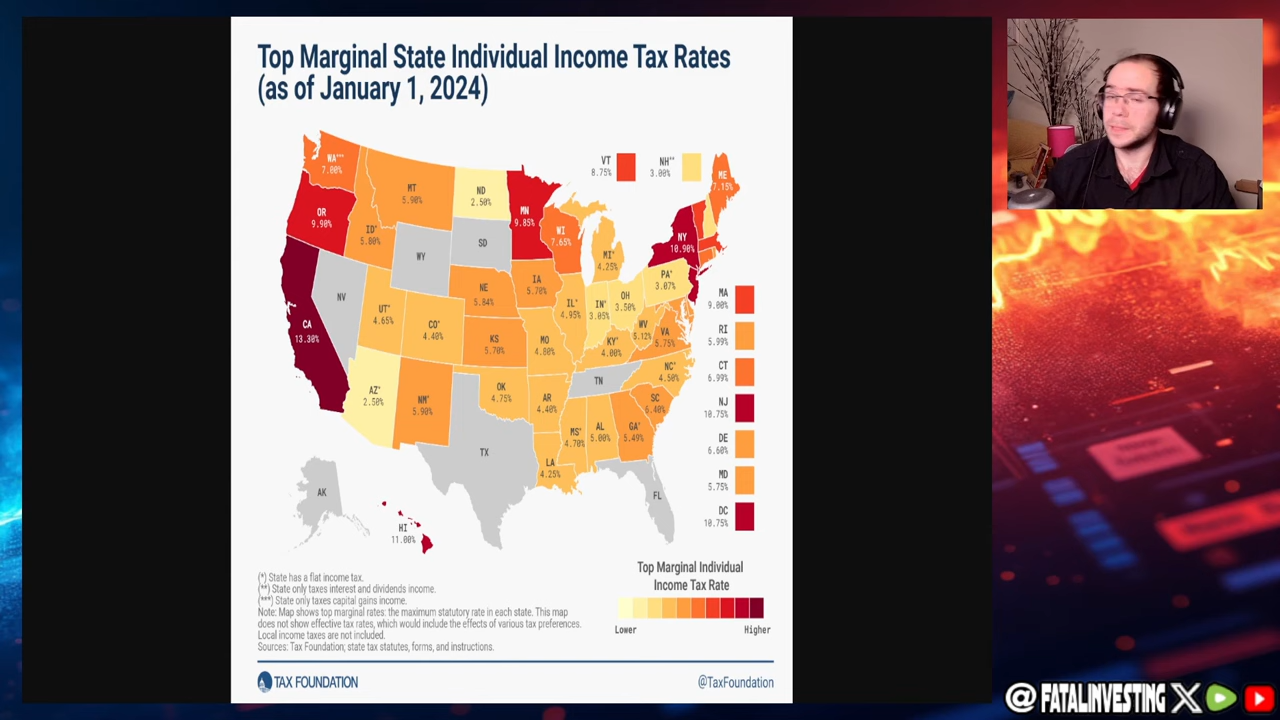 Top Marginal State Individual Income Tax Rates
(as of January 1, 2024)
WA***
7.00%
OR
9.90%
CA
13.30%
NV
ID*
5.80%
MT
5.90%
WY
UT*
4.65%
AZ*
2.50%
CO*
4.40%
NM*
5.90%
ND
2.50%
SD
NE
5.84%
KS
5.70%
OK
4.75%
TX
MN
9.85%
IA
5.70%
MO
4.80%
AR
4.40%
LA
4.25%
WI
7.65%
IL*
4.95%
MI*
4.25%
IN*
3.05%
OH
3.50%
KY*
4.00%
TN
MS*
4.70%
AL
5.00%
GA*
5.49%
FL
SC
6.40%
NC*
4.50%
VA
5.75%
WV
5.12%
PA*
3.07%
NY
10.90%
ME
7.15%
VT
8.75%
NH**
3.00%
MA
9.00%
RI
5.99%
CT
6.99%
NJ
10.75%
DE
6.60%
MD
5.75%
DC
10.75%
AK
HI
11.00%
(*) State has a flat income tax.
(**) State only taxes interest and dividends income.
(***) State only taxes capital gains income.
Note: Map shows top marginal rates: the maximum statutory rate in each state. This map
does not show effective tax rates, which would include the effects of various tax preferences.
Local income taxes are not included.
Sources: Tax Foundation; state tax statutes, forms, and instructions.
Top Marginal Individual
Income Tax Rate
Lower
Higher
TAX FOUNDATION
@TaxFoundation
@FATALINVESTING